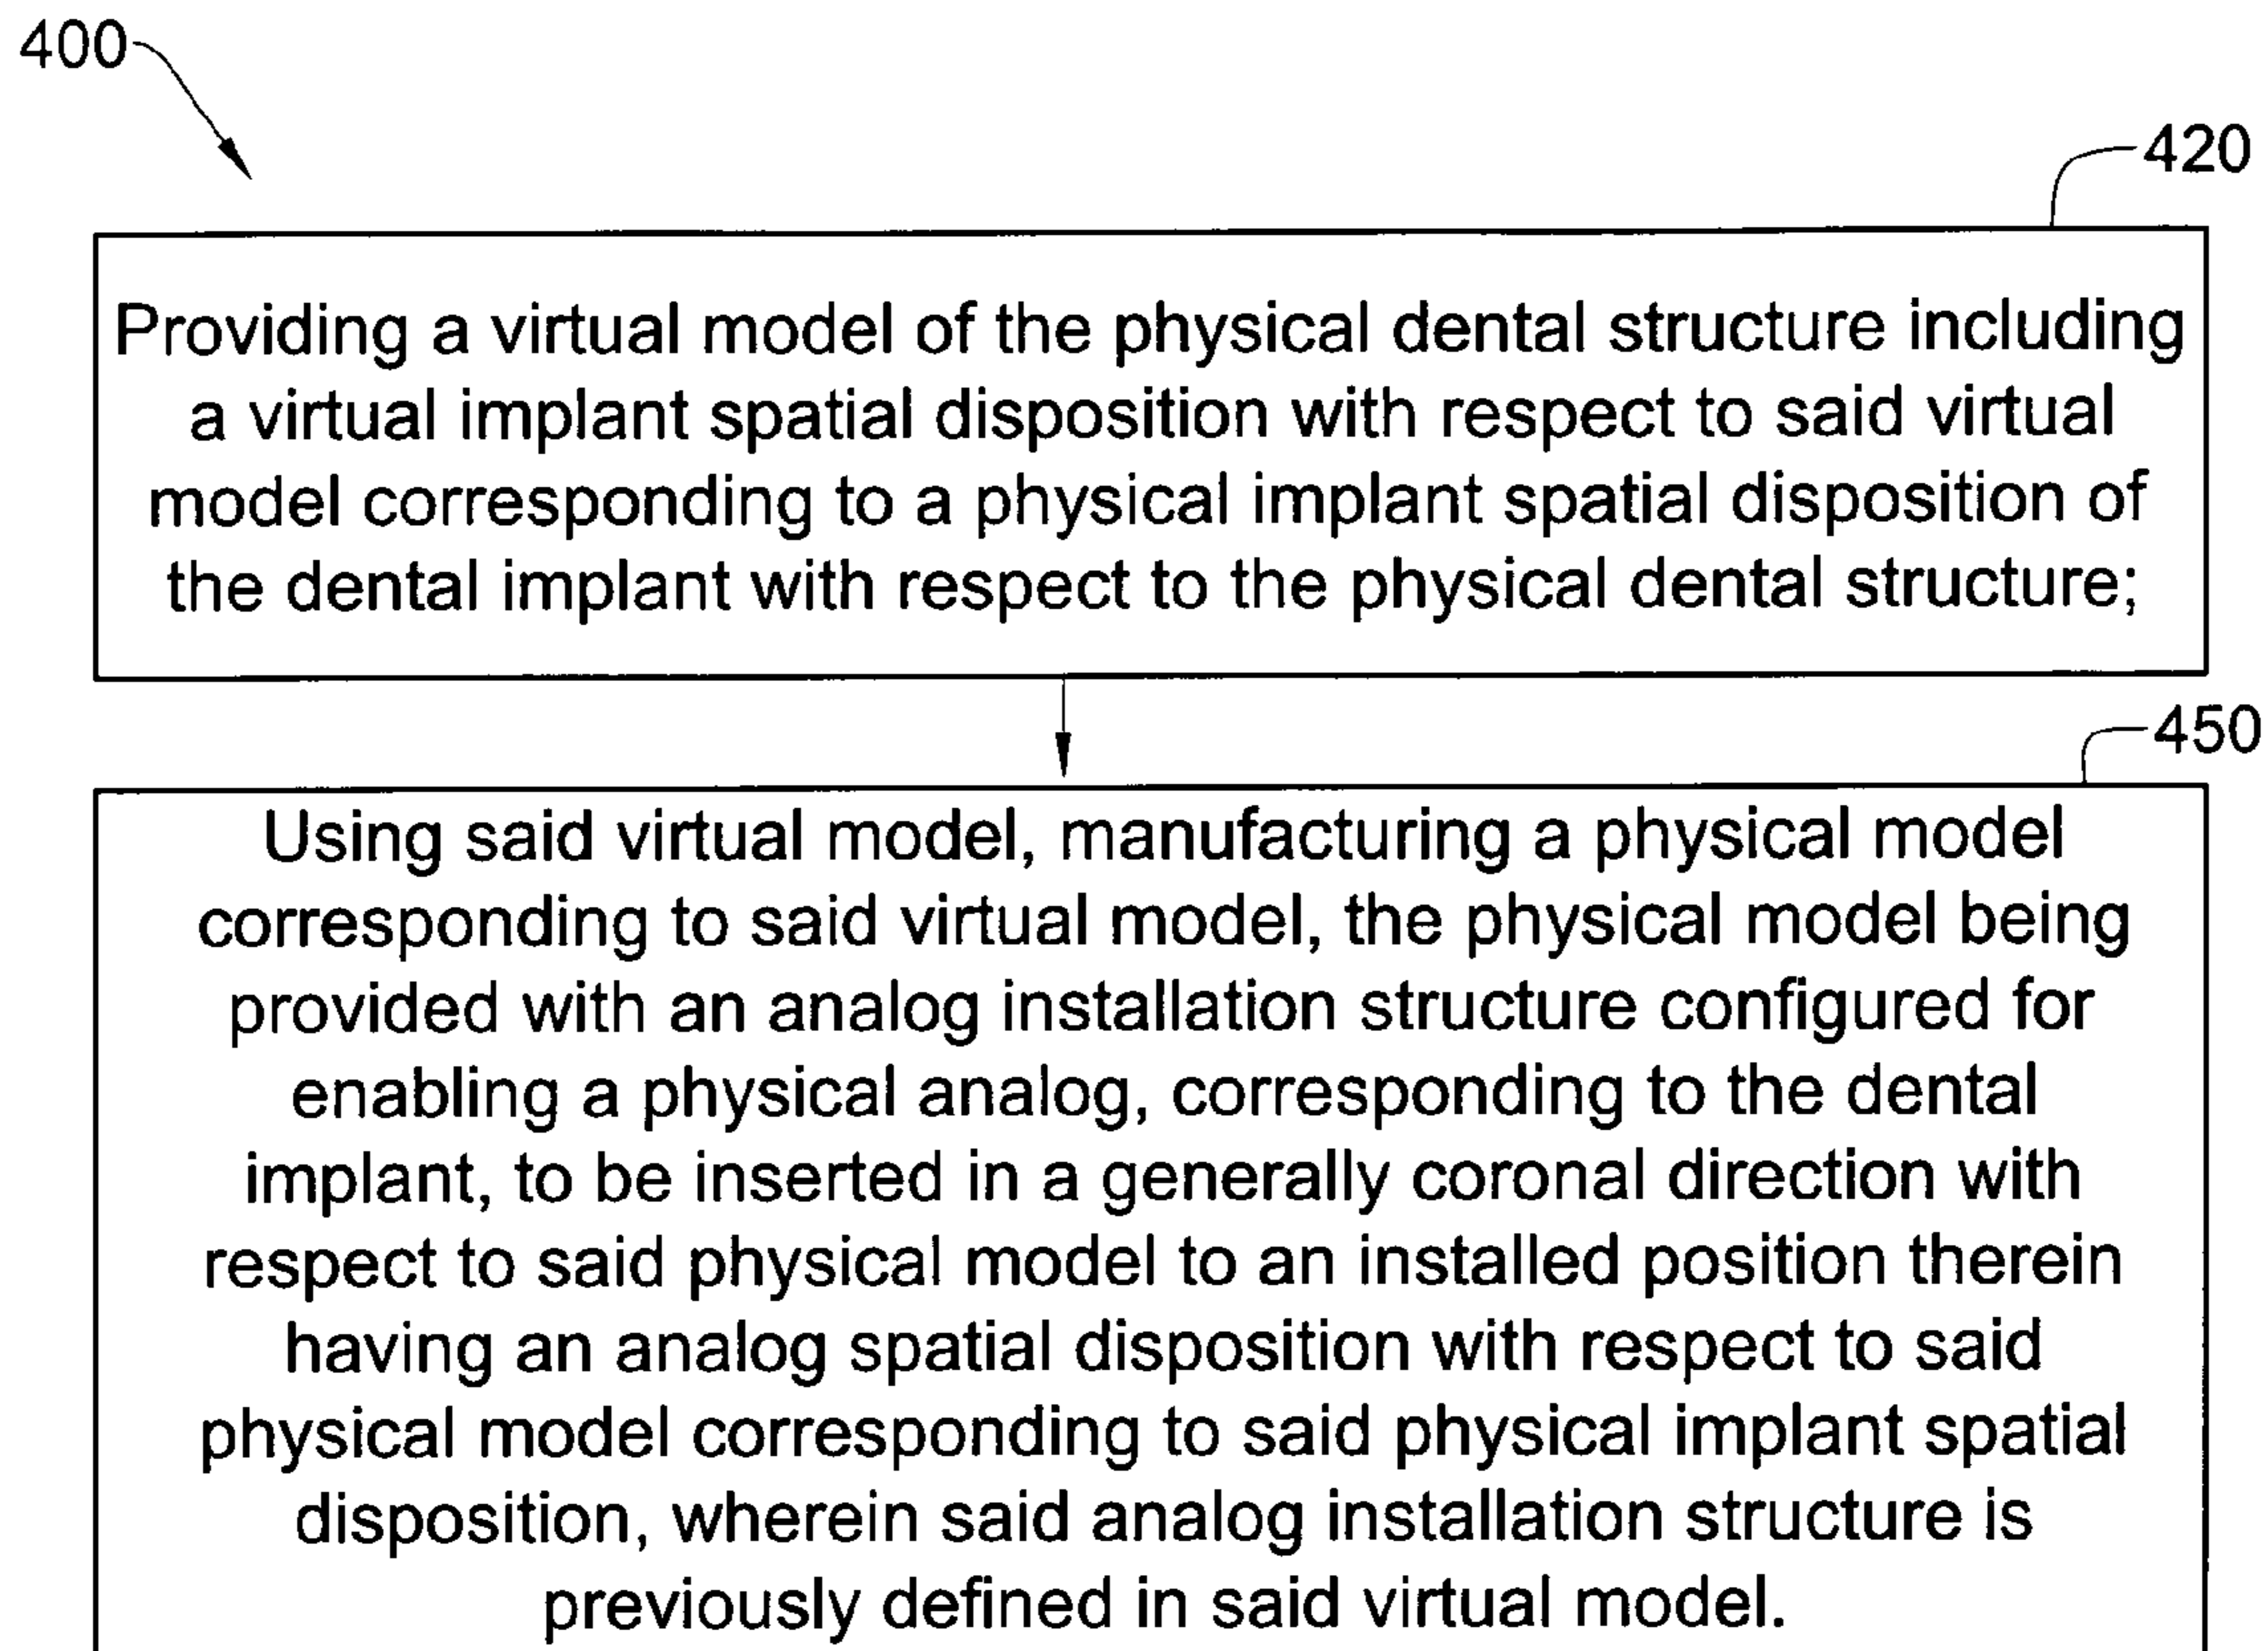 400
420
Providing a virtual model of the physical dental structure including
a virtual implant spatial disposition with respect to said virtual
model corresponding to a physical implant spatial disposition of
the dental implant with respect to the physical dental structure;
450
Using said virtual model, manufacturing a physical model
corresponding to said virtual model, the physical model being
provided with an analog installation structure configured for
enabling a physical analog, corresponding to the dental
implant, to be inserted in a generally coronal direction with
respect to said physical model to an installed position therein
having an analog spatial disposition with respect to said
physical model corresponding to said physical implant spatial
disposition, wherein said analog installation structure is
previously defined in said virtual model.